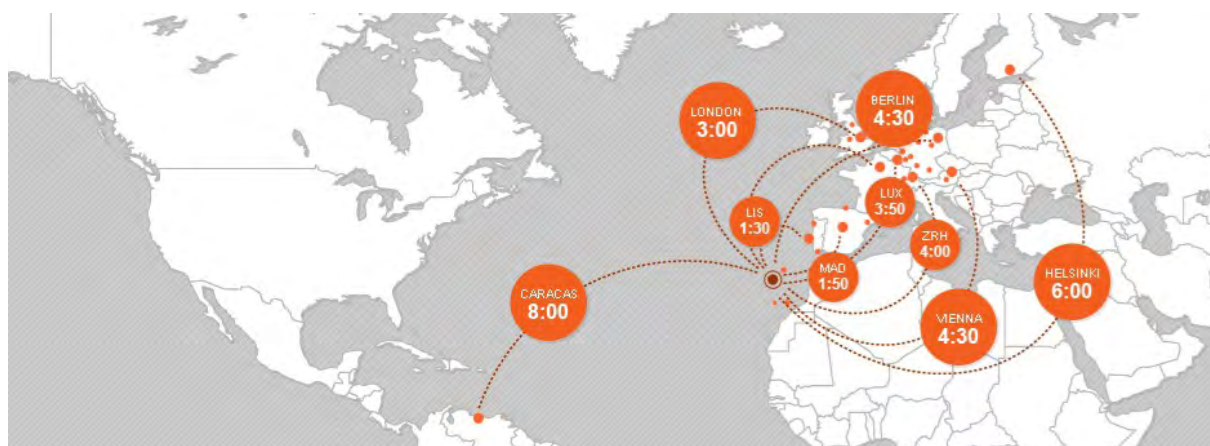 LONDON
3:00
BERLIN
4:30
LIS
1:30
LUX
3:50
ZRH
4:00
MAD
1:50
HELSINKI
6:00
CARACAS
8:00
VIENNA
4:30